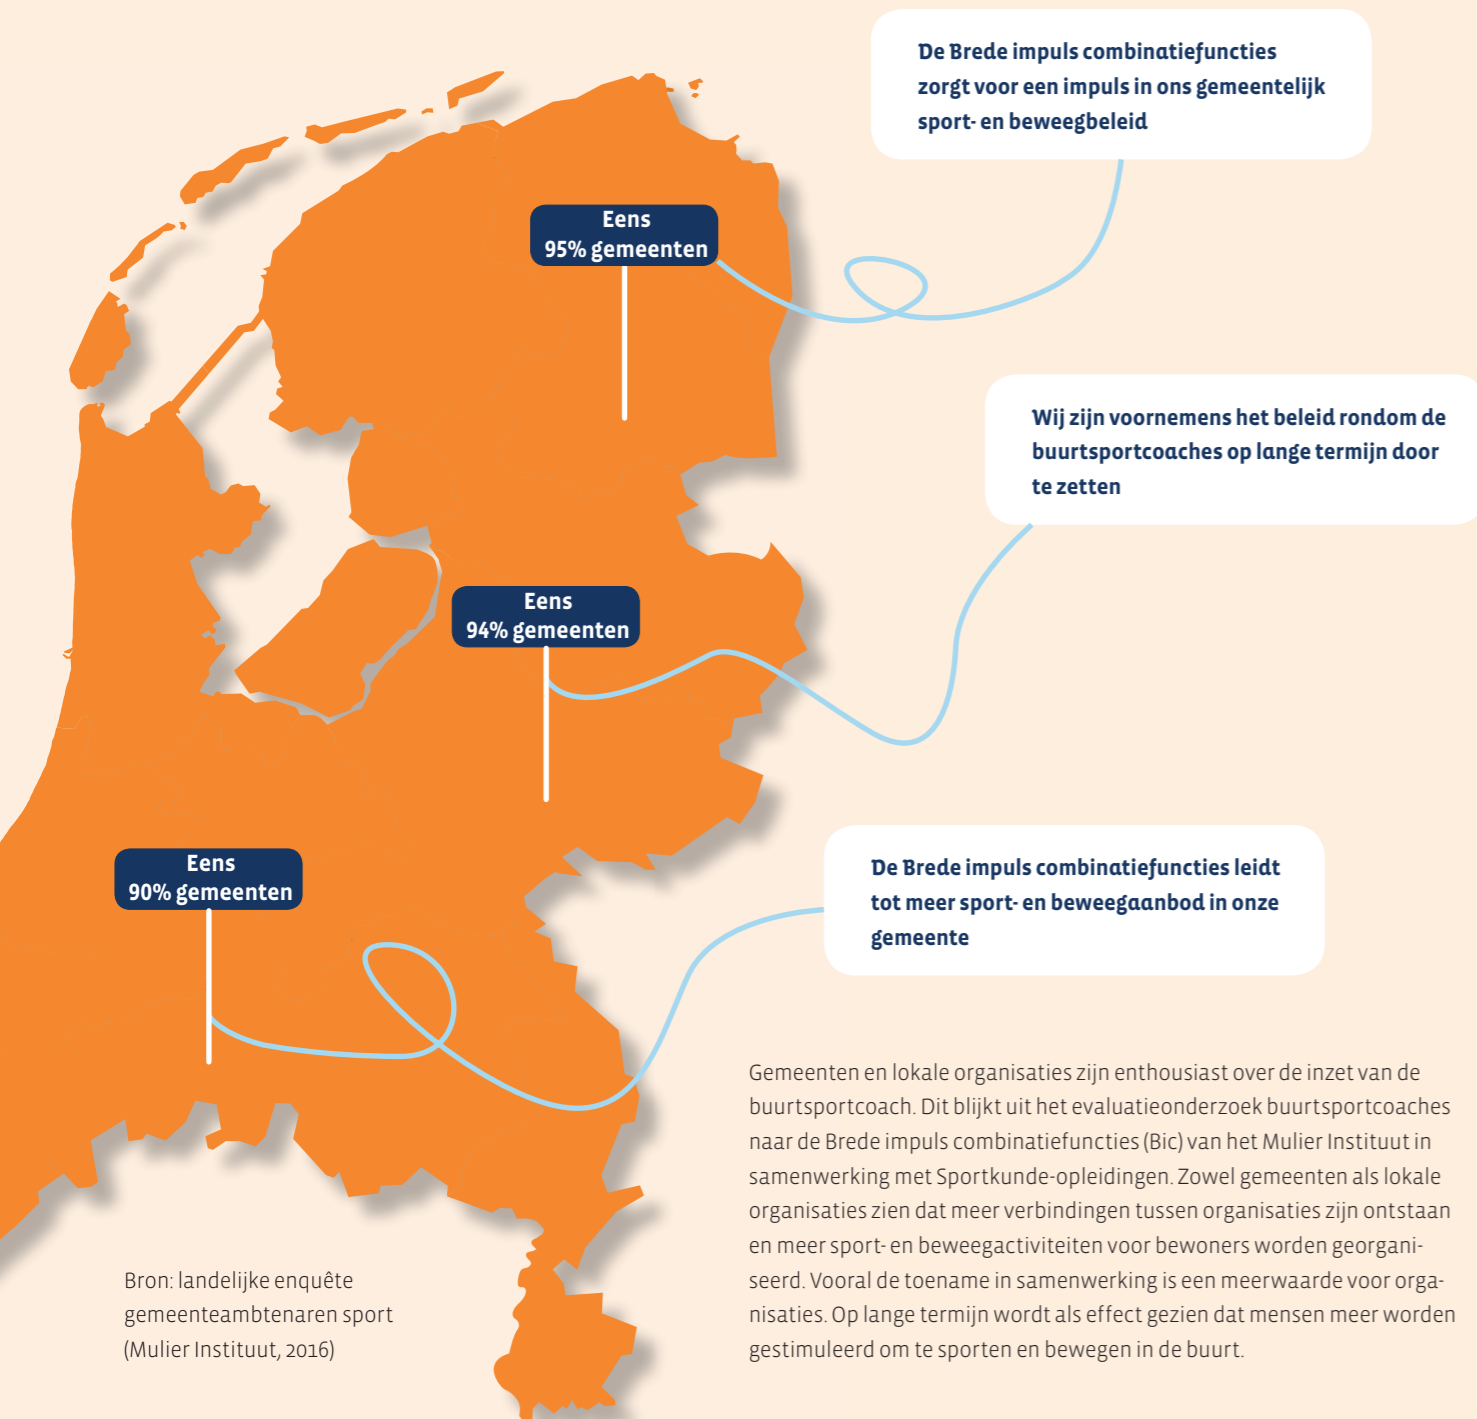 De Brede impuls combinatiefuncties
zorgt voor een impuls in ons gemeentelijk
sport- en beweegbeleid
Eens
95% gemeenten
Wij zijn voornemens het beleid rondom de
buurtsportcoaches op lange termijn door
te zetten
Eens
94% gemeenten
De Brede impuls combinatiefuncties leidt
tot meer sport- en beweegaanbod in onze
gemeente
Eens
90% gemeenten
Gemeenten en lokale organisaties zijn enthousiast over de inzet van de
buurtsportcoach. Dit blijkt uit het evaluatieonderzoek buurtsportcoaches
naar de Brede impuls combinatiefuncties (Bic) van het Mulier Instituut in
samenwerking met Sportkunde-opleidingen. Zowel gemeenten als lokale
organisaties zien dat meer verbindingen tussen organisaties zijn ontstaan
en meer sport- en beweegactiviteiten voor bewoners worden georgani-
seerd. Vooral de toename in samenwerking is een meerwaarde voor orga-
nisaties. Op lange termijn wordt als effect gezien dat mensen meer worden
gestimuleerd om te sporten en bewegen in de buurt.
Bron: landelijke enquête
gemeenteambtenaren sport
(Mulier Instituut, 2016)